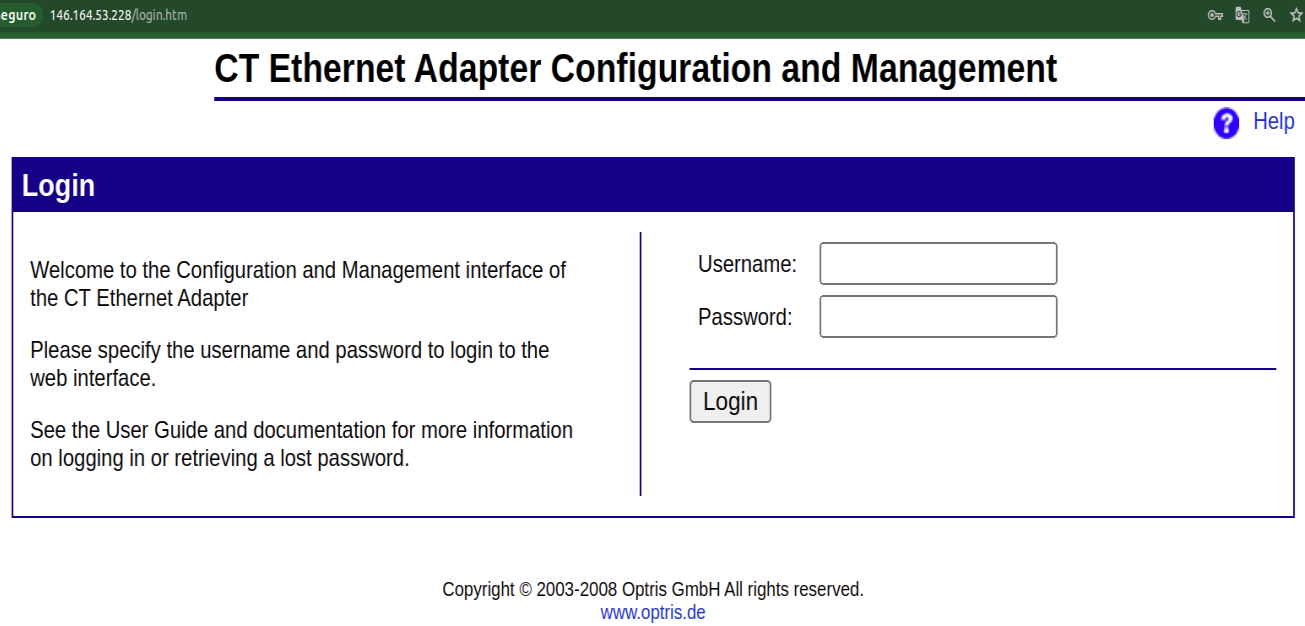 eguro 146.164.53.228/login.htm
CT Ethernet Adapter Configuration and Management
Help
Login
Welcome to the Configuration and Management interface of
the CT Ethernet Adapter
Please specify the username and password to login to the
web interface.
See the User Guide and documentation for more information
on logging in or retrieving a lost password.
Username:
Password:
Login
Copyright © 2003-2008 Optris GmbH All rights reserved.
www.optris.de